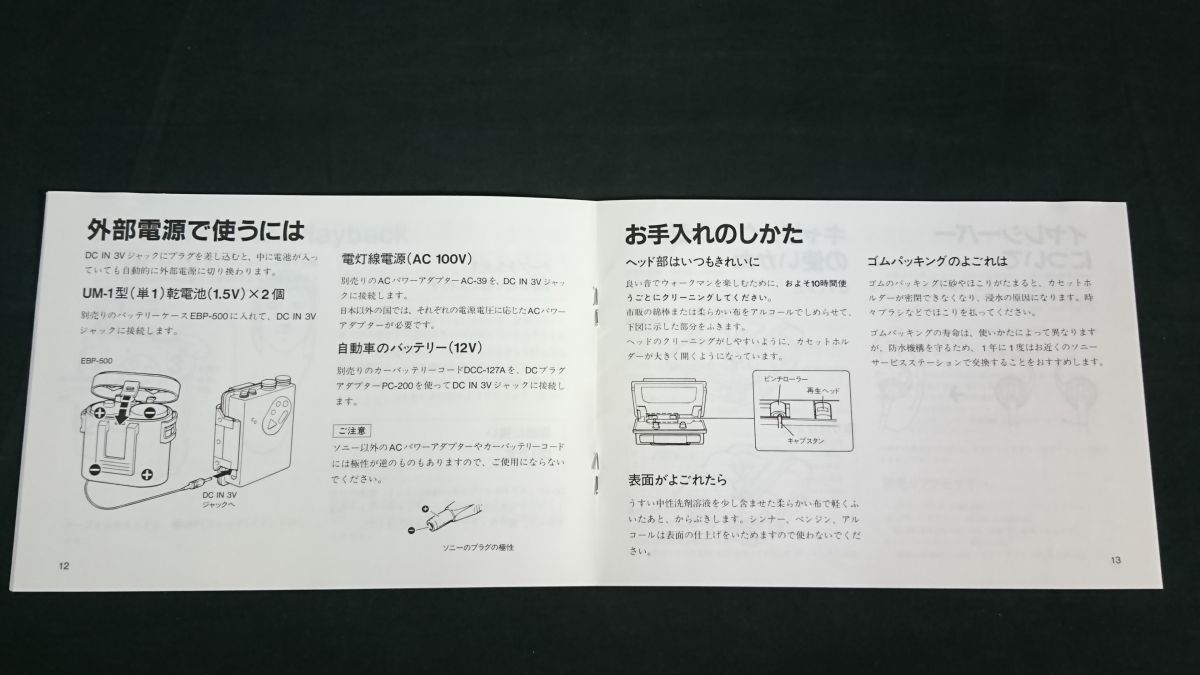 外部電源で使うには
DC IN 3Vジャックにプラグを差し込むと、中に電池が入っ
ていても自動的に外部電源に切り換わります。
UM-1型(単1)乾電池(1.5V)×2個
別売りのバッテリーケースEBP-500に入れて、DC IN 3V
ジャックに接続します。
EBP-500
DC IN 3V
ジャックへ
電灯線電源(AC 100V)
別売りのACパワーアダプターAC-39を、DC IN 3Vジャッ
クに接続します。
日本以外の国では、それぞれの電源電圧に応じたACパワー
アダプターが必要です。
自動車のバッテリー(12V)
別売りのカーバッテリーコードDCC-127Aを、DCプラグ
アダプターPC-200を使ってDC IN 3Vジャックに接続し
ます。
ご注意
ソニー以外のACパワーアダプターやカーバッテリーコード
には極性が逆のものもありますので、ご使用にならない
でください。
ソニーのプラグの極性
12
お手入れのしかた
ヘッド部はいつもきれいに
良い音でウォークマンを楽しむために、およそ10時間使
うごとにクリーニングしてください。
市販の綿棒または柔らかい布をアルコールでしめらせて、
下図に示した部分をふきます。
ヘッドのクリーニングがしやすいように、カセットホル
ダーが大きく開くようになっています。
ピンチローラー
再生ヘッド
キャプスタン
表面がよごれたら
うすい中性洗剤溶液を少し含ませた柔らかい布で軽くふ
いたあと、からぶきします。シンナー、ベンジン、アル
コールは表面の仕上げをいためますので使わないでくだ
さい。
ゴムパッキングのよごれは
ゴムのパッキングに砂やほこりがたまると、カセットホ
ルダーが密閉できなくなり、浸水の原因になります。時
々ブラシなどでほこりを払ってください。
ゴムパッキングの寿命は、使いかたによって異なります
が、防水機構を守るため、1年に1度はお近くのソニー
サービスステーションで交換することをおすすめします。
13